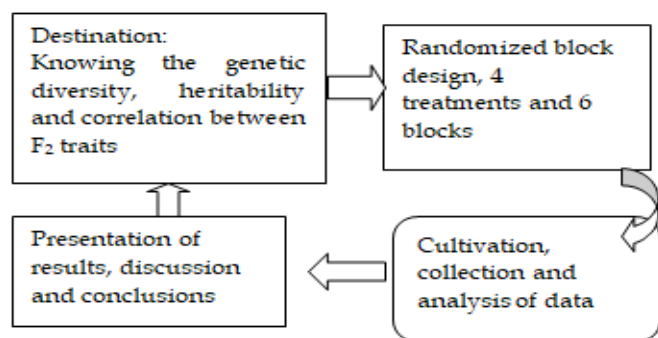 Destination:
Knowing the genetic
diversity, heritability
and correlation between
F₂ traits
Randomized block
design, 4
treatments and 6
blocks
Cultivation,
collection and
analysis of data
Presentation of
results, discussion
and conclusions